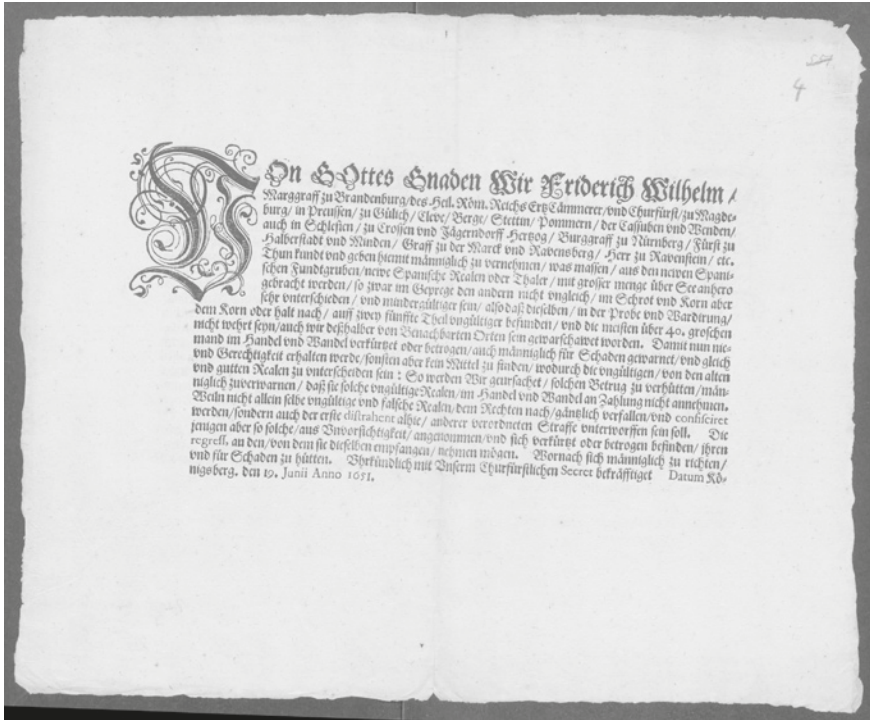 4
VOn GOttes Gnaden Wir Friderich Wilhelm /
Marggraff zu Brandenburg/des Heil. Röm. Reichs ErtzCämmerer/vnd Churfürst/zu Magde-
burg/ in Preussen/ zu Gülich/ Cleve/ Berge/ Stettin/ Pommern/ der Cassuben vnd Wenden/
auch in Schlesien/ zu Crossen vnd Jägerndorff Hertzog/ Burggraff zu Nürnberg/ Fürst zu
Halberstadt vnd Minden/ Graff zu der Marck vnd Ravensberg/ Herr zu Ravenstein/ etc.
Thun kundt vnd geben hiemit männiglich zu vernehmen/ was massen/ aus den newen Spani-
schen Fundtgruben/ newe Spanische Realen oder Thaler/ mit grosser menge über See anhero
gebracht werden/ so zwar im Geprege den andern nicht vngleich/ im Schrot vnd Korn aber
sehr vnterschieden/ vnd mindergültiger sein/ also daß dieselben/ in der Probe vnd Wardirung/
dem Korn oder halt nach/ auff zwey fünffte Theil vngültiger befunden/ vnd die meisten über 40. groschen
nicht wehrt seyn/auch wir deßhalber von Benachbarten Orten sein gewarschawet worden. Damit nun nie-
mand im Handel vnd Wandel verkürtzet oder betrogen/auch männiglich für Schaden gewarnet/vnd gleich
vnd Gerechtigkeit erhalten werde/sonsten aber kein Mittel zu finden/ wodurch die vngültigen/ von den alten
vnd gutten Realen zu vnterscheiden sein : So werden Wir geursachet/ solchen Betrug zu verhütten/ män-
niglich zuverwarnen/ daß sie solche vngültige Realen/ im Handel vnd Wandel an Zahlung nicht annehmen.
Weiln nicht allein selbe vngültige vnd falsche Realen/ dem Rechten nach/ gäntzlich verfallen/vnd confisciret
werden/sondern auch der erste distrahent alhie/ anderer verordneten Straffe vnterworffen sein soll. Die
jenigen aber so solche/aus Unvorsichtigkeit/ angenommen/vnd sich verkürtzt oder betrogen befinden/ ihren
regress. an den/von dem sie dieselben empfangen/ nehmen mögen. Wornach sich männiglich zu richten/
vnd für Schaden zu hütten. Vhrkündlich mit Vnserm Churfürstlichen Secret bekräfftiget Datum Kö-
nigsberg. den 19. Junii Anno 1651.